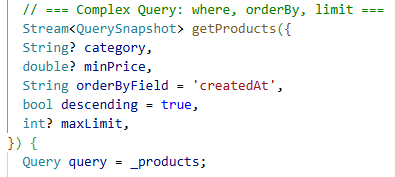 // === Complex Query: where, orderBy, limit ===
Stream<QuerySnapshot> getProducts({
String? category,
double? minPrice,
String orderByField = 'createdAt',
bool descending = true,
int? maxLimit,
}) {
Query query = _products;